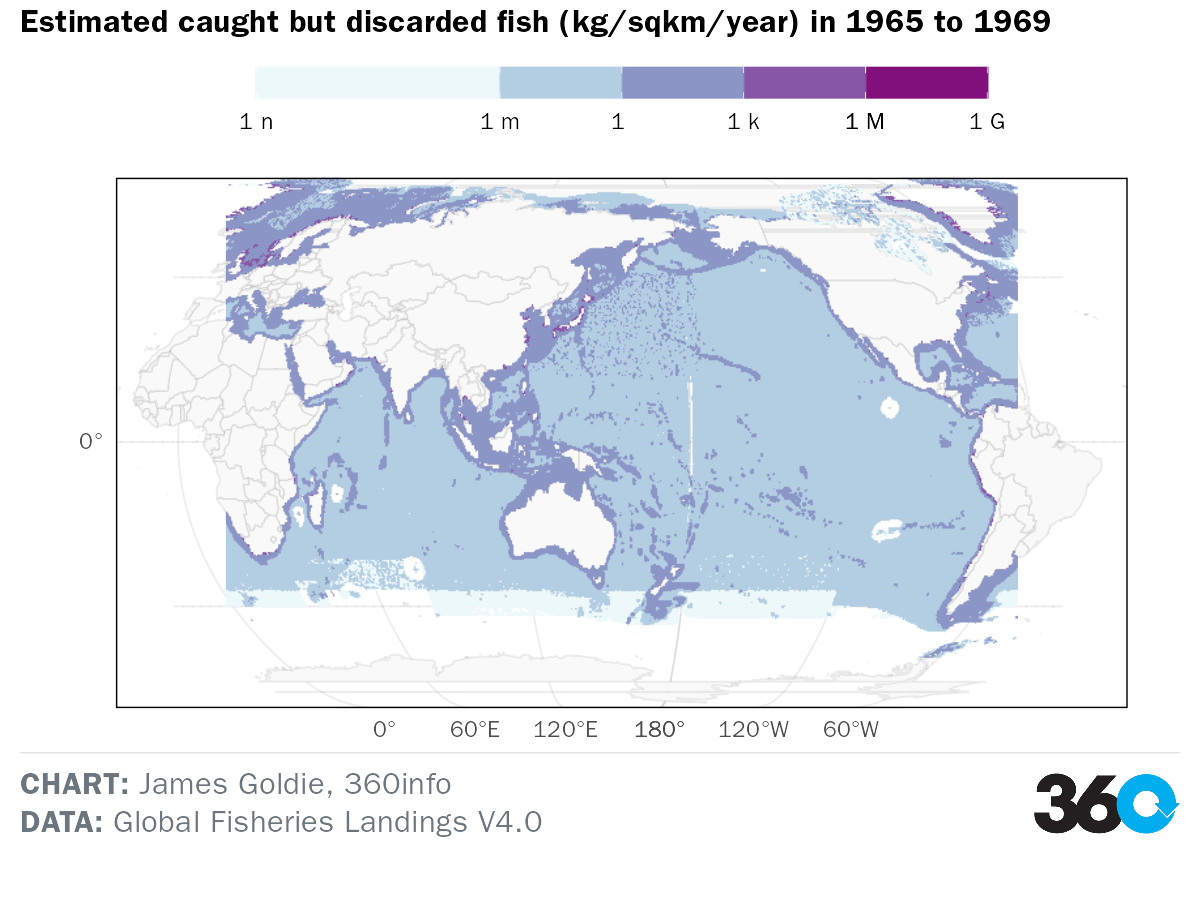 Estimated caught but discarded fish (kg/sqkm/year) in 1965 to 1969
1 n 1 m 1 1 k 1 M 1 G
0°
0° 60°E 120°E 180° 120°W 60°W
CHART: James Goldie, 360info
DATA: Global Fisheries Landings V4.0
360